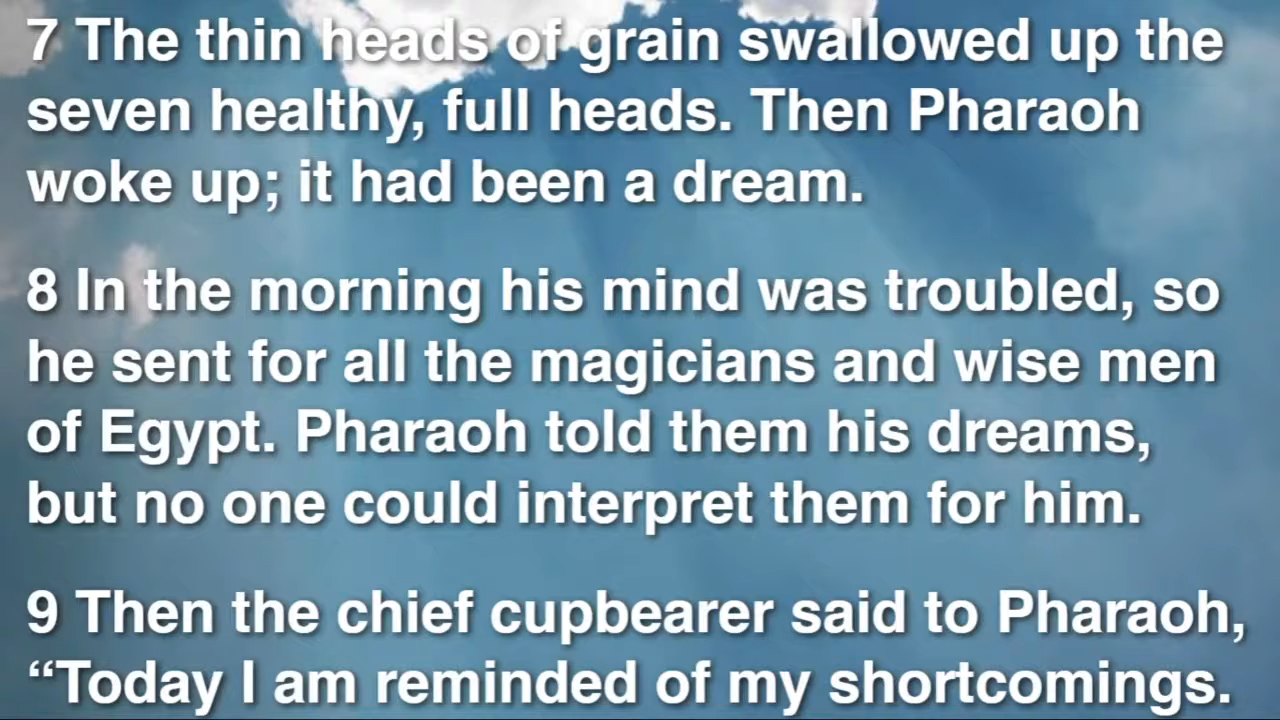 7 The thin heads of grain swallowed up the
seven healthy, full heads. Then Pharaoh
woke up; it had been a dream.
8 In the morning his mind was troubled, so
he sent for all the magicians and wise men
of Egypt. Pharaoh told them his dreams,
but no one could interpret them for him.
9 Then the chief cupbearer said to Pharaoh,
“Today I am reminded of my shortcomings.